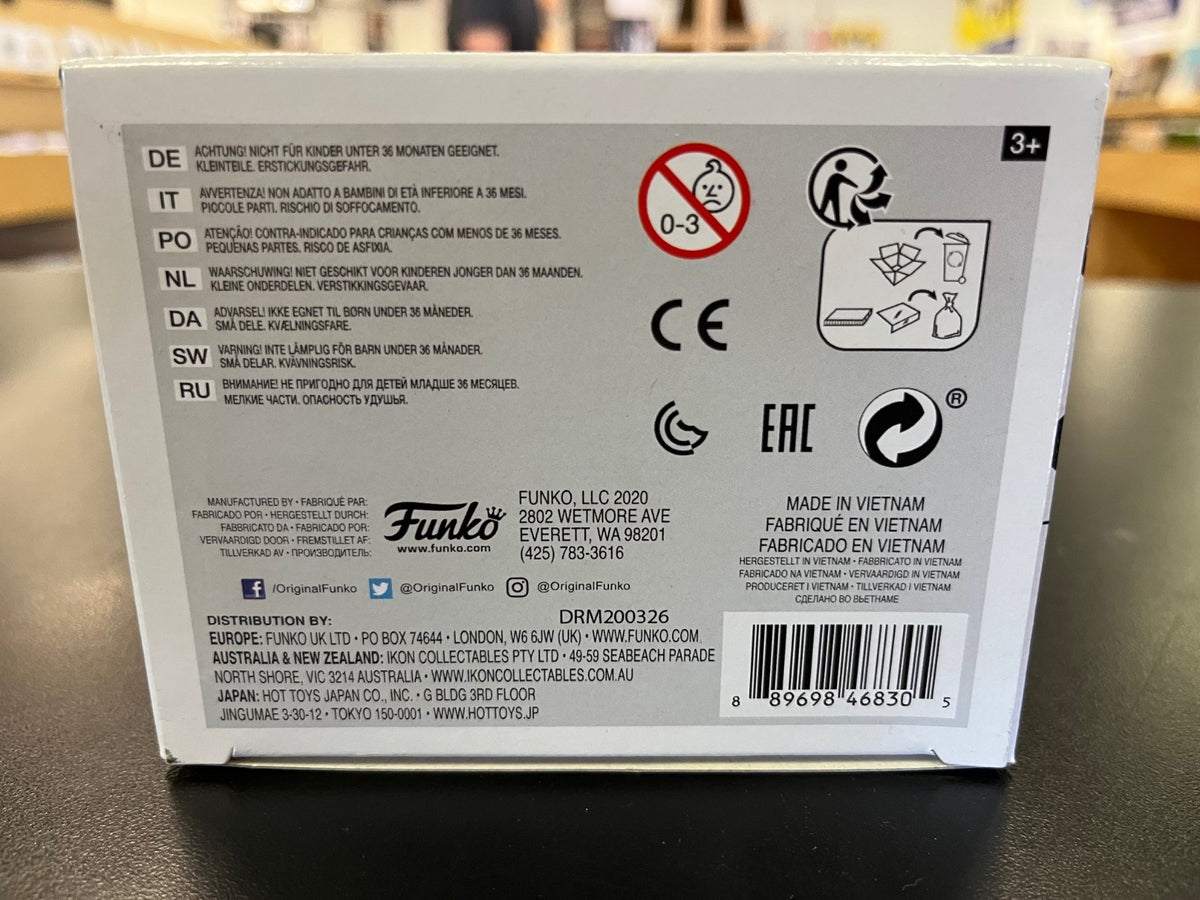 DE ACHTUNG! NICHT FÜR KINDER UNTER 36 MONATEN GEEIGNET.
KLEINTEILE. ERSTICKUNGSGEFAHR.
IT AVVERTENZA! NON ADATTO A BAMBINI DI ETÀ INFERIORE A 36 MESI.
PICCOLE PARTI. RISCHIO DI SOFFOCAMENTO.
PO ATENÇÃO! CONTRA-INDICADO PARA CRIANÇAS COM MENOS DE 36 MESES.
PEQUENAS PARTES. RISCO DE ASFIXIA.
NL WAARSCHUWING! NIET GESCHIKT VOOR KINDEREN JONGER DAN 36 MAANDEN.
KLEINE ONDERDELEN. VERSTIKKINGSGEVAAR.
DA ADVARSEL! IKKE EGNET TIL BØRN UNDER 36 MÅNEDER.
SMÅ DELE. KVÆLNINGSFARE.
SW VARNING! INTE LÄMPLIG FÖR BARN UNDER 36 MÅNADER.
SMÅ DELAR. KVÄVNINGSRISK.
RU ВНИМАНИЕ! НЕ ПРИГОДНО ДЛЯ ДЕТЕЙ МЛАДШЕ 36 МЕСЯЦЕВ.
МЕЛКИЕ ЧАСТИ. ОПАСНОСТЬ УДУШЬЯ.
0-3
3+
CE
EAC
®
MANUFACTURED BY • FABRIQUÉ PAR:
FABRICADO POR • HERGESTELLT DURCH:
FABBRICATO DA • FABRICADO POR:
VERVAARDIGD DOOR • FREMSTILLET AF:
TILLVERKAD AV • ПРОИЗВОДИТЕЛЬ:
Funko
www.funko.com
FUNKO, LLC 2020
2802 WETMORE AVE
EVERETT, WA 98201
(425) 783-3616
/OriginalFunko @OriginalFunko @OriginalFunko
MADE IN VIETNAM
FABRIQUÉ EN VIETNAM
FABRICADO EN VIETNAM
HERGESTELLT IN VIETNAM • FABBRICATO IN VIETNAM
FABRICADO NA VIETNAM • VERVAARDIGD IN VIETNAM
PRODUCERET I VIETNAM • TILLVERKAD I VIETNAM
СДЕЛАНО ВО ВЬЕТНАМЕ
DISTRIBUTION BY: DRM200326
EUROPE: FUNKO UK LTD • PO BOX 74644 • LONDON, W6 6JW (UK) • WWW.FUNKO.COM
AUSTRALIA & NEW ZEALAND: IKON COLLECTABLES PTY LTD • 49-59 SEABEACH PARADE
NORTH SHORE, VIC 3214 AUSTRALIA • WWW.IKONCOLLECTABLES.COM.AU
JAPAN: HOT TOYS JAPAN CO., INC. • G BLDG 3RD FLOOR
JINGUMAE 3-30-12 • TOKYO 150-0001 • WWW.HOTTOYS.JP
8 89698 46830 5